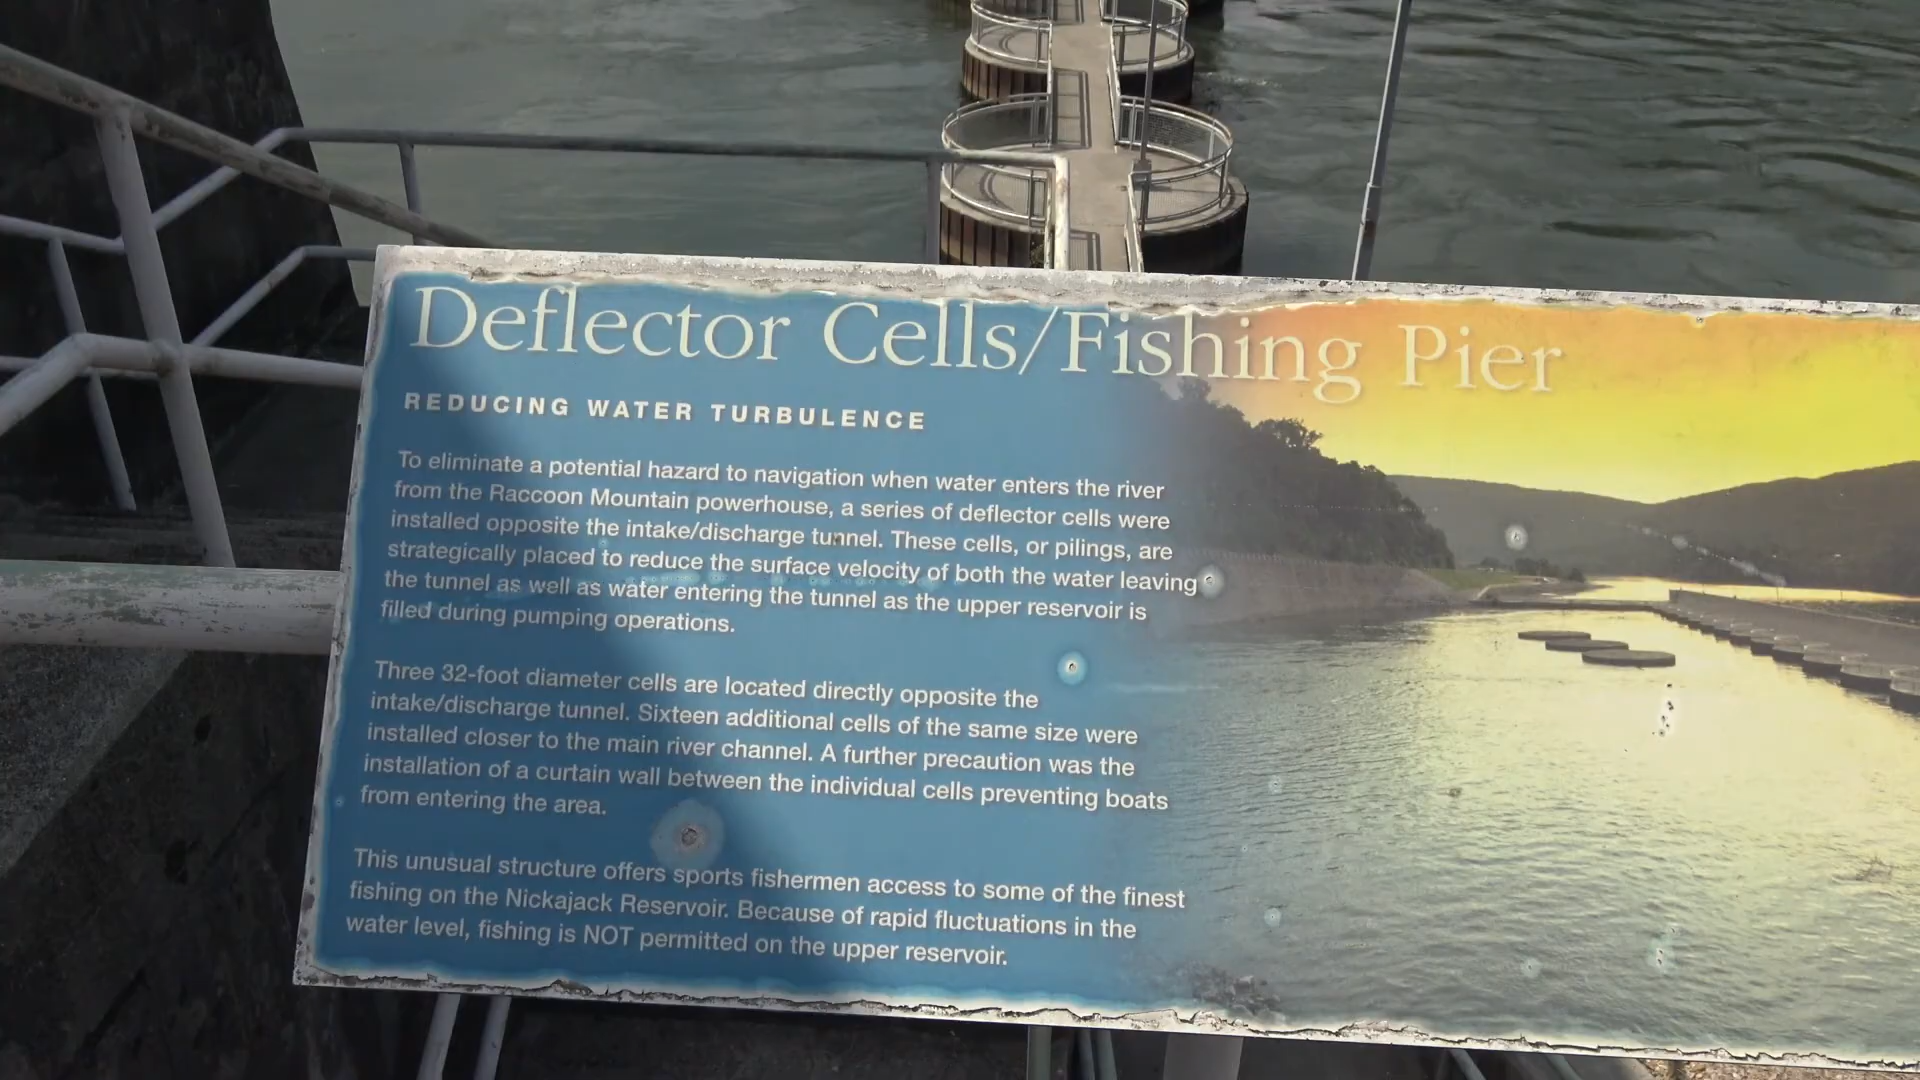 Deflector Cells/Fishing Pier
REDUCING WATER TURBULENCE
To eliminate a potential hazard to navigation when water enters the river
from the Raccoon Mountain powerhouse, a series of deflector cells were
installed opposite the intake/discharge tunnel. These cells, or pilings, are
strategically placed to reduce the surface velocity of both the water leaving
the tunnel as well as water entering the tunnel as the upper reservoir is
filled during pumping operations.
Three 32-foot diameter cells are located directly opposite the
intake/discharge tunnel. Sixteen additional cells of the same size were
installed closer to the main river channel. A further precaution was the
installation of a curtain wall between the individual cells preventing boats
from entering the area.
This unusual structure offers sports fishermen access to some of the finest
fishing on the Nickajack Reservoir. Because of rapid fluctuations in the
water level, fishing is NOT permitted on the upper reservoir.